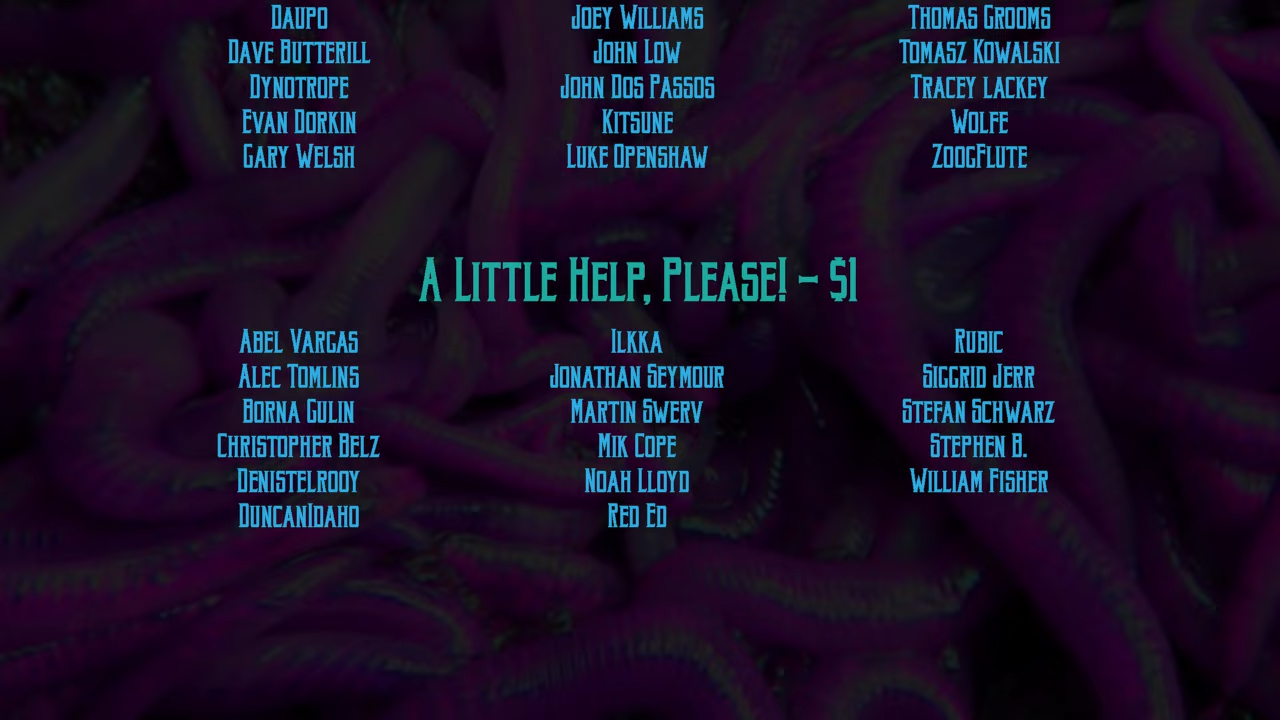 Daupo
Dave Butterill
Dynotrope
Evan Dorkin
Gary Welsh
Joey Williams
John Low
John Dos Passos
Kitsune
Luke Openshaw
Thomas Grooms
Tomasz Kowalski
Tracey lackey
Wolfe
ZoogFlute
A Little Help, Please! – $1
Abel Vargas
Alec Tomlins
Borna Gulin
Christopher Belz
Denistelrooy
DuncanIdaho
Ilkka
Jonathan Seymour
Martin Swerv
Mik Cope
Noah Lloyd
Red Ed
Rubic
Siggrid Jerr
Stefan Schwarz
Stephen B.
William Fisher